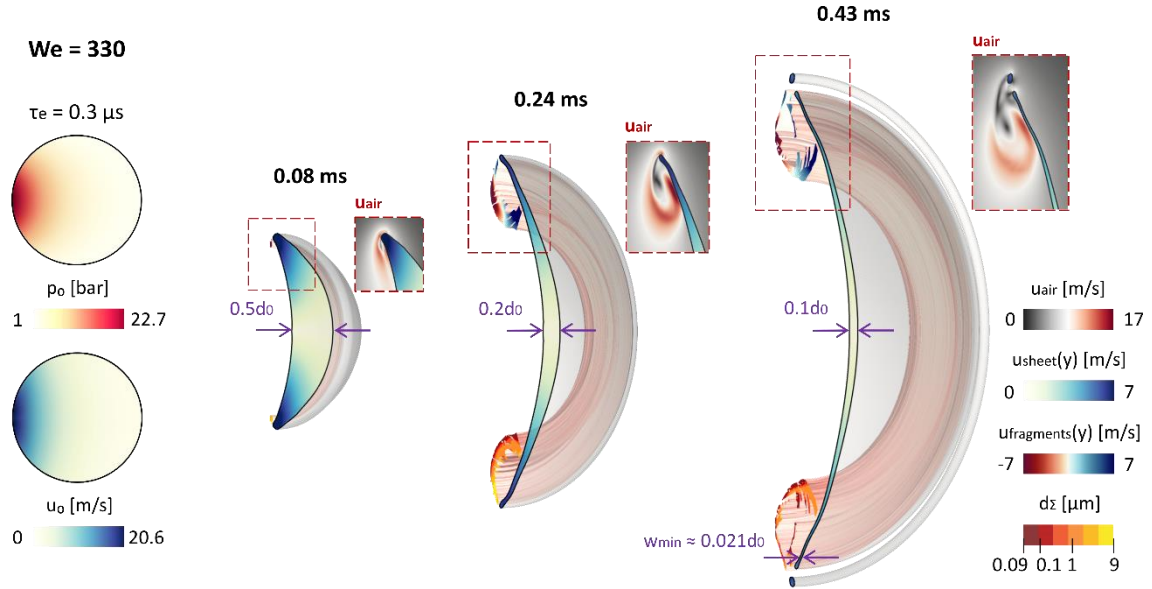 We = 330
τe = 0.3 μs
p₀ [bar]
1 22.7
u₀ [m/s]
0 20.6
0.08 ms
uair
0.5d₀
0.24 ms
uair
0.2d₀
0.43 ms
uair
0.1d₀
wmin ≈ 0.021d₀
uair [m/s]
0 17
usheet(y) [m/s]
0 7
ufragments(y) [m/s]
-7 7
dΣ [μm]
0.09 0.1 1 9